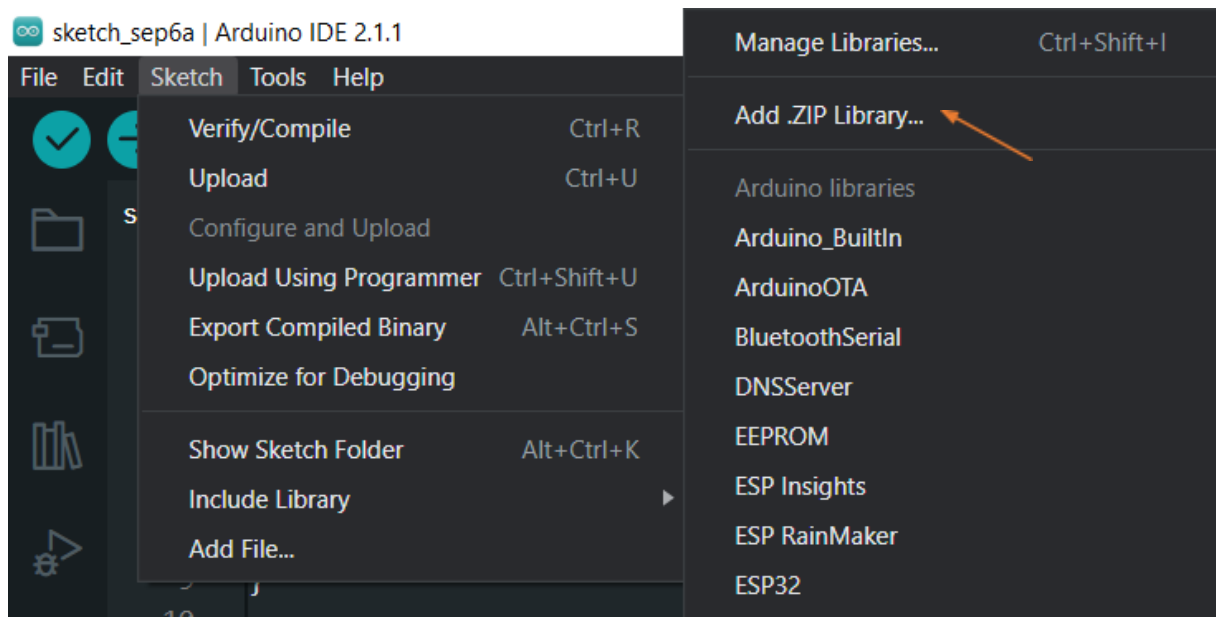 sketch_sep6a | Arduino IDE 2.1.1
File Edit Sketch Tools Help
Verify/Compile Ctrl+R
Upload Ctrl+U
Configure and Upload
Upload Using Programmer Ctrl+Shift+U
Export Compiled Binary Alt+Ctrl+S
Optimize for Debugging
Show Sketch Folder Alt+Ctrl+K
Include Library
Add File...
Manage Libraries... Ctrl+Shift+I
Add .ZIP Library...
Arduino libraries
Arduino_BuiltIn
ArduinoOTA
BluetoothSerial
DNSServer
EEPROM
ESP Insights
ESP RainMaker
ESP32